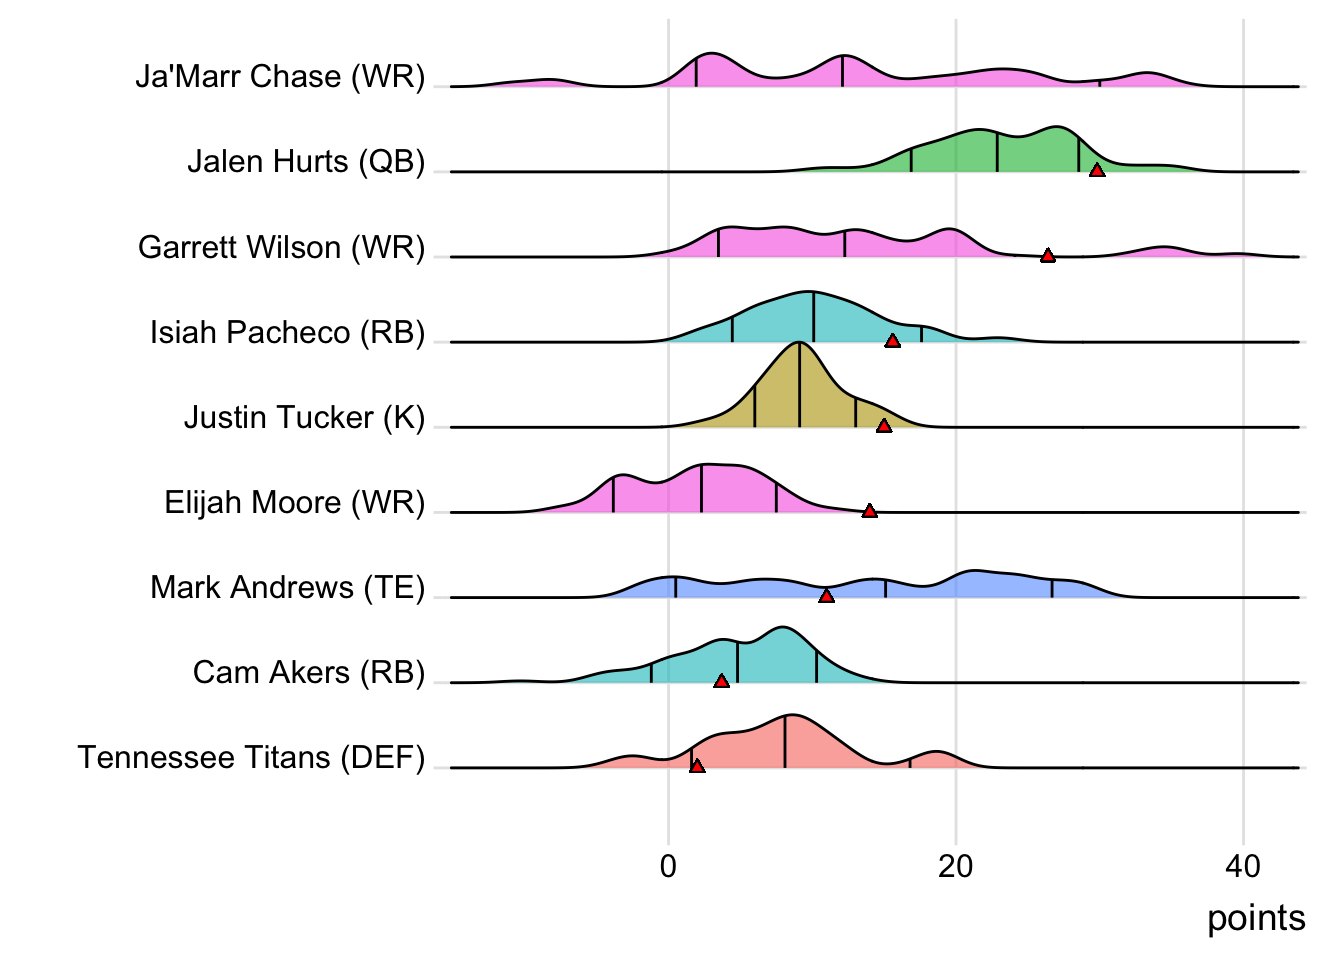 Ja'Marr Chase (WR)
Jalen Hurts (QB)
Garrett Wilson (WR)
Isiah Pacheco (RB)
Justin Tucker (K)
Elijah Moore (WR)
Mark Andrews (TE)
Cam Akers (RB)
Tennessee Titans (DEF)
0 20 40
points